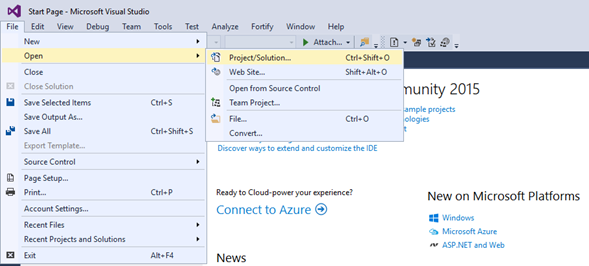 Start Page - Microsoft Visual Studio
File Edit View Debug Team Tools Test Analyze Fortify Window Help
New
Open
Close
Close Solution
Save Selected Items Ctrl+S
Save Output As...
Save All Ctrl+Shift+S
Export Template...
Source Control
Page Setup...
Print... Ctrl+P
Account Settings...
Recent Files
Recent Projects and Solutions
Exit Alt+F4
Attach...
Project/Solution... Ctrl+Shift+O
Web Site... Shift+Alt+O
Open from Source Control
Team Project...
File... Ctrl+O
Convert...
munity 2015
ample projects
ologies
Discover ways to extend and customize the IDE
Ready to Cloud-power your experience?
Connect to Azure
News
New on Microsoft Platforms
Windows
Microsoft Azure
ASP.NET and Web